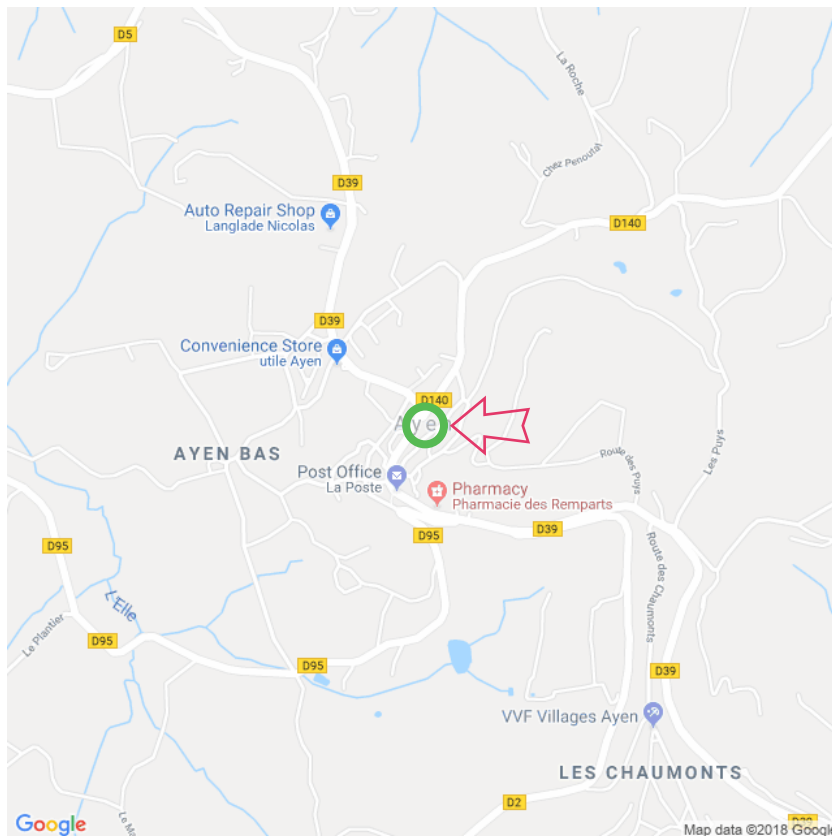 D5
La Roche
Chez Penoutal
D39
Auto Repair Shop
Langlade Nicolas
D140
D39
Convenience Store
utile Ayen
D140
Ayen
AYEN BAS
Route des Puys
Les Puys
Post Office
La Poste
Pharmacy
Pharmacie des Remparts
D39
D95
D95
Route des Chaumonts
L'Elle
Le Plantier
D95
D95
D39
VVF Villages Ayen
LES CHAUMONTS
D2
Google
Map data ©2018 Google